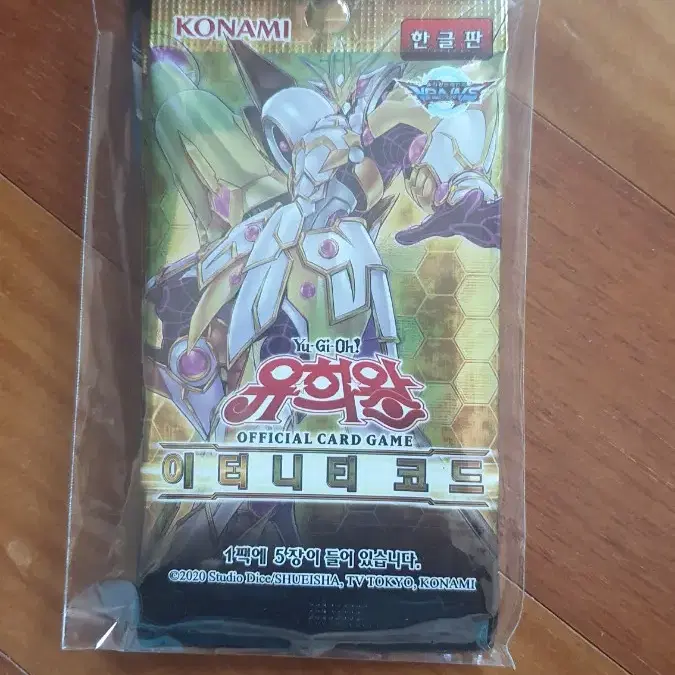 KONAMI
한글판
VRAINS
Yu-Gi-Oh!
유희왕
OFFICIAL CARD GAME
이터니티 코드
1팩에 5장이 들어 있습니다.
©2020 Studio Dice/SHUEISHA, TV TOKYO, KONAMI